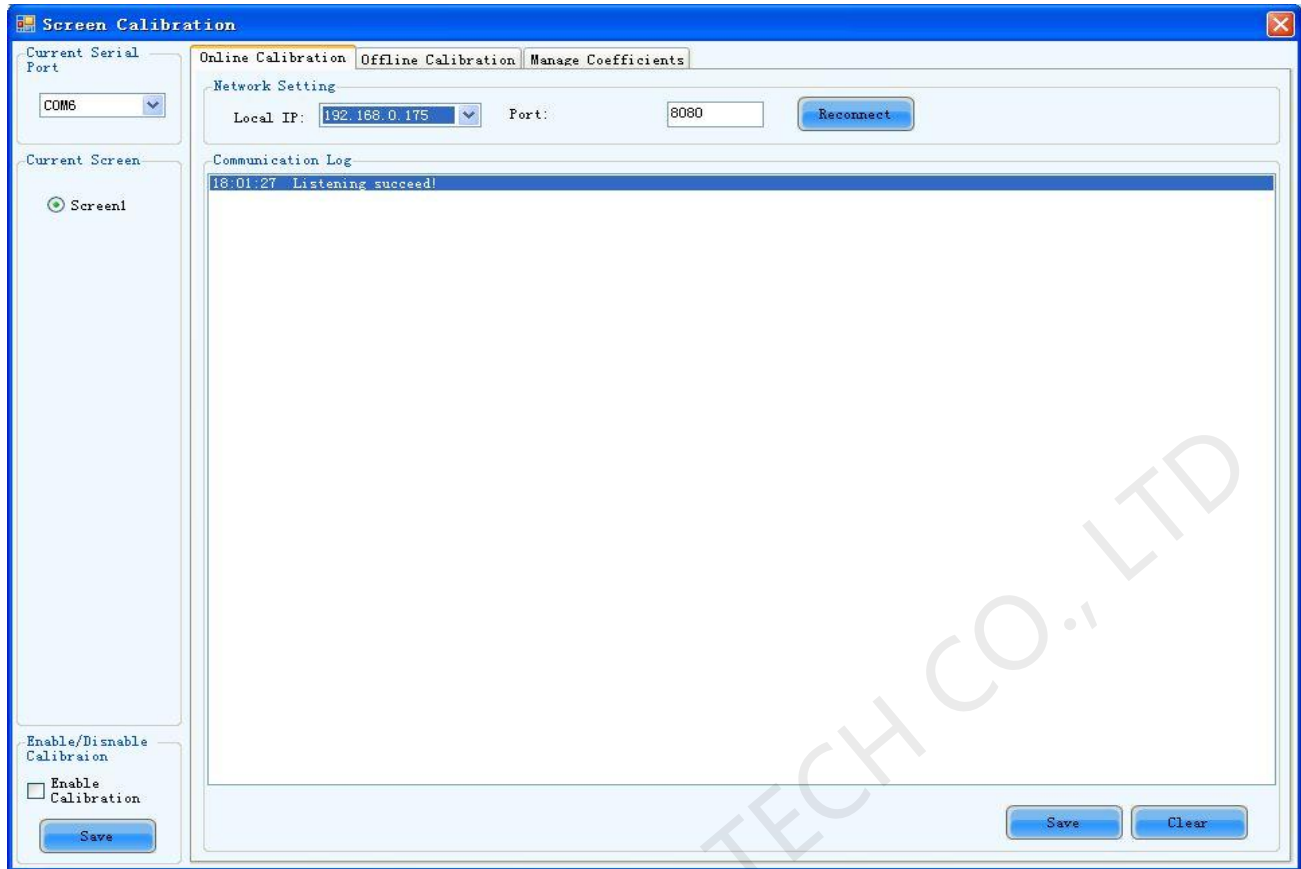 Screen Calibration
Current Serial
Port
COM6
Current Screen
Screen1
Enable/Disnable
Calibraion
Enable
Calibration
Save
Online Calibration
Offline Calibration
Manage Coefficients
Network Setting
Local IP:
192.168.0.175
Port:
8080
Reconnect
Communication Log
18:01:27 Listening succeed!
Save
Clear
TECH CO., LTD